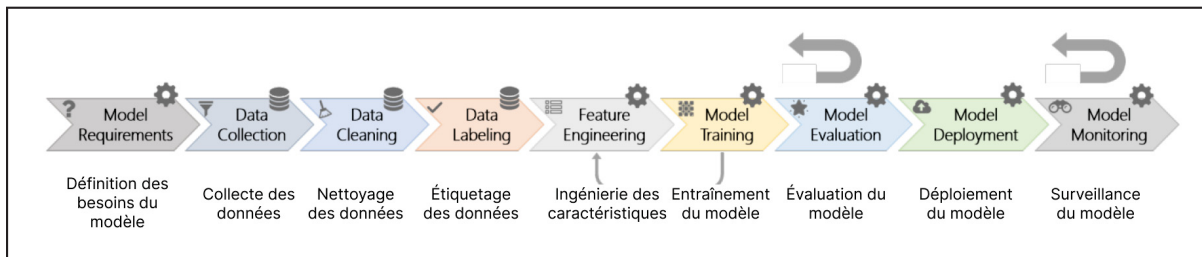 Model
Requirements
Data
Collection
Data
Cleaning
Data
Labeling
Feature
Engineering
Model
Training
Model
Evaluation
Model
Deployment
Model
Monitoring
Définition des
besoins du
modèle
Collecte des
données
Nettoyage
des données
Étiquetage
des données
Ingénierie des
caractéristiques
Entraînement
du modèle
Évaluation du
modèle
Déploiement
du modèle
Surveillance
du modèle